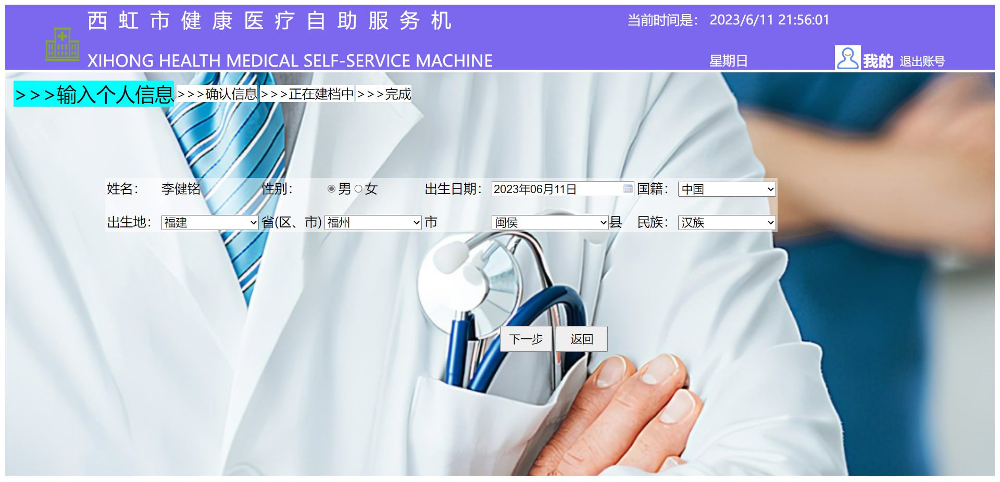 西虹市健康医疗自助服务机
当前时间是： 2023/6/11 21:56:01
XIHONG HEALTH MEDICAL SELF-SERVICE MACHINE
星期日
我的 退出账号
>>>输入个人信息 >>>确认信息 >>>正在建档中 >>>完成
姓名： 李健铭 性别： 男 女 出生日期： 2023年06月11日 国籍： 中国
出生地： 福建 省(区、市) 福州 市 闽侯 县 民族： 汉族
下一步 返回